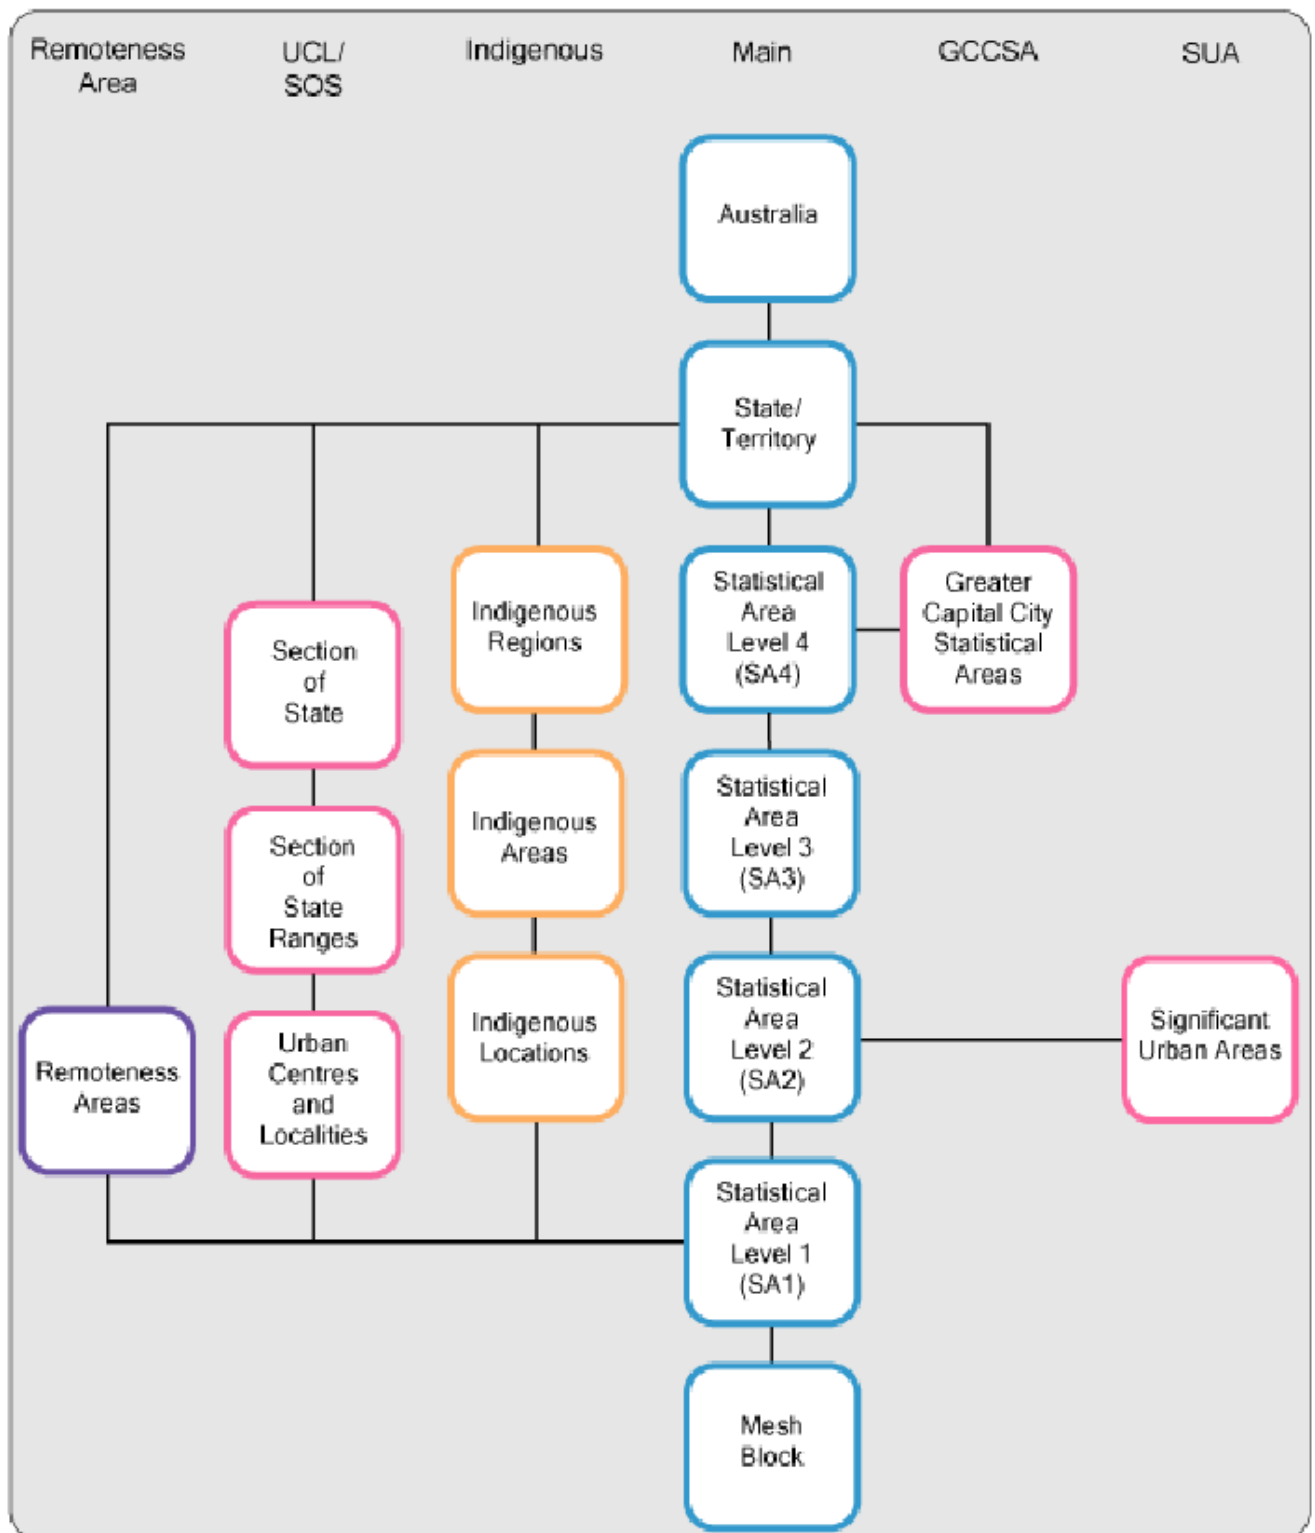 Remoteness
Area
UCL/
SOS
Indigenous
Main
GCCSA
SUA
Australia
State/
Territory
Indigenous
Regions
Statistical
Area
Level 4
(SA4)
Greater
Capital City
Statistical
Areas
Section
of
State
Indigenous
Areas
Statistical
Area
Level 3
(SA3)
Section
of
State
Ranges
Indigenous
Locations
Statistical
Area
Level 2
(SA2)
Significant
Urban Areas
Remoteness
Areas
Urban
Centres
and
Localities
Statistical
Area
Level 1
(SA1)
Mesh
Block